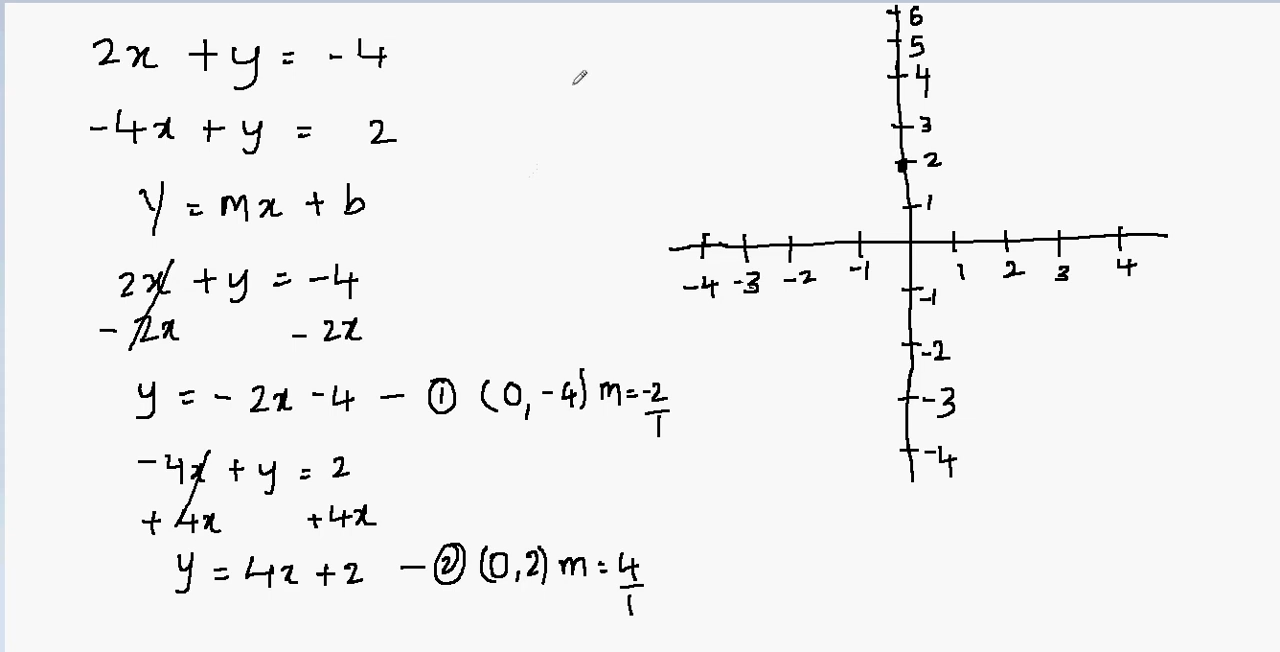 2x + y = -4
-4x + y = 2
y = mx + b
2x + y = -4
- 2x - 2x
y = - 2x - 4 - ① (0, -4) m = -2/1
-4x + y = 2
+ 4x + 4x
y = 4x + 2 - ② (0, 2) m = 4/1
6
5
4
3
2
1
-4 -3 -2 -1 1 2 3 4
-1
-2
-3
-4